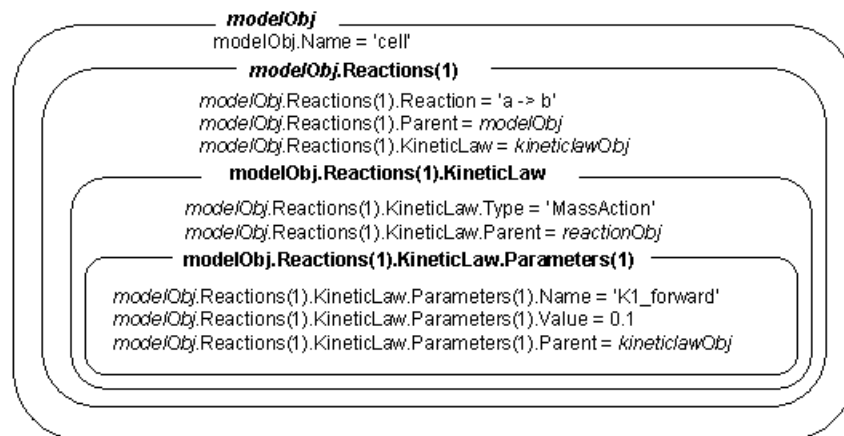 modelObj
modelObj.Name = 'cell'
modelObj.Reactions(1)
modelObj.Reactions(1).Reaction = 'a -> b'
modelObj.Reactions(1).Parent = modelObj
modelObj.Reactions(1).KineticLaw = kineticlawObj
modelObj.Reactions(1).KineticLaw
modelObj.Reactions(1).KineticLaw.Type = 'MassAction'
modelObj.Reactions(1).KineticLaw.Parent = reactionObj
modelObj.Reactions(1).KineticLaw.Parameters(1)
modelObj.Reactions(1).KineticLaw.Parameters(1).Name = 'K1_forward'
modelObj.Reactions(1).KineticLaw.Parameters(1).Value = 0.1
modelObj.Reactions(1).KineticLaw.Parameters(1).Parent = kineticlawObj